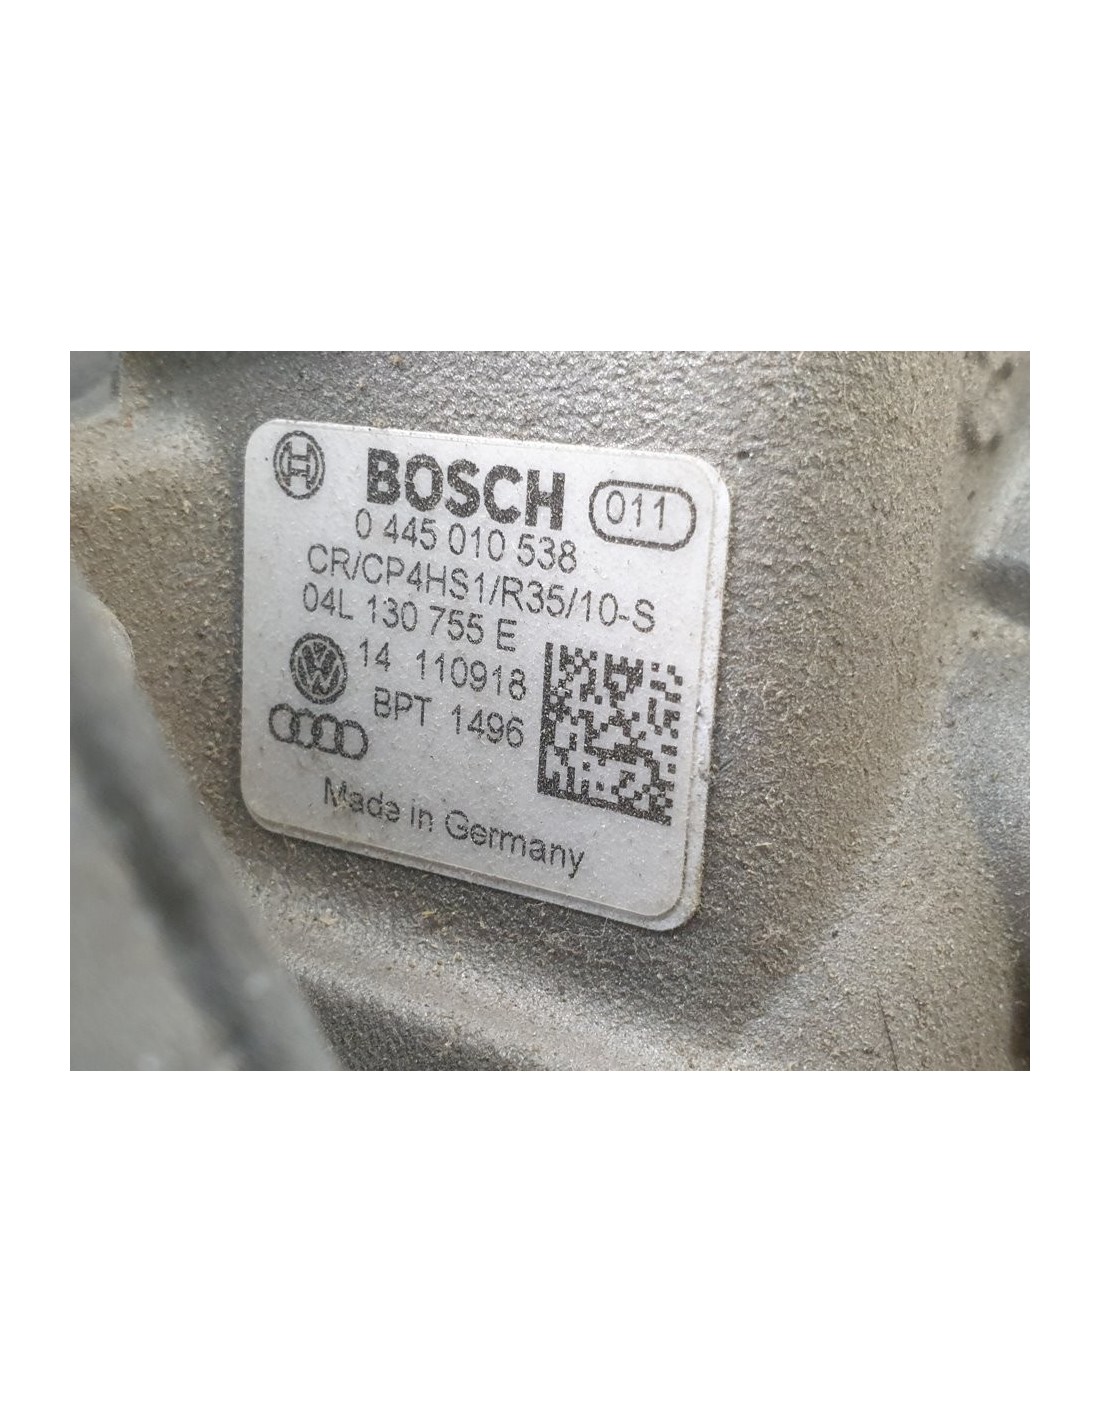 BOSCH 011
0 445 010 538
CR/CP4HS1/R35/10-S
04L 130 755 E
14 110918
BPT 1496
Made in Germany